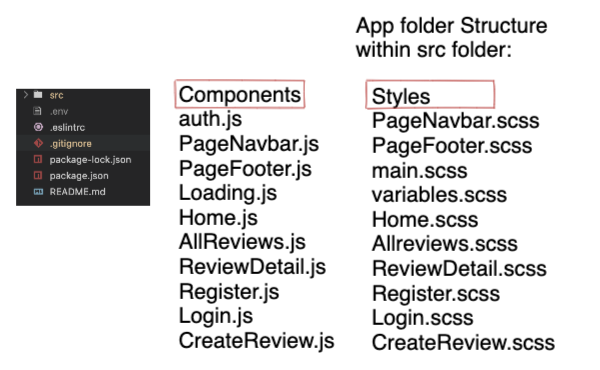 App folder Structure
within src folder:
src
.env
.eslintrc
.gitignore
package-lock.json
package.json
README.md
Components
auth.js
PageNavbar.js
PageFooter.js
Loading.js
Home.js
AllReviews.js
ReviewDetail.js
Register.js
Login.js
CreateReview.js
Styles
PageNavbar.scss
PageFooter.scss
main.scss
variables.scss
Home.scss
Allreviews.scss
ReviewDetail.scss
Register.scss
Login.scss
CreateReview.scss